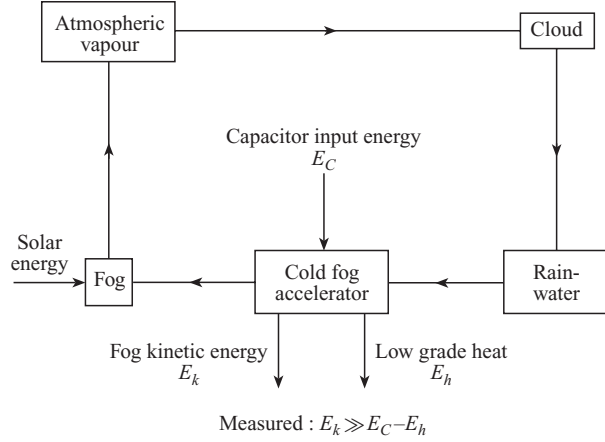 Atmospheric
vapour
Cloud
Capacitor input energy
E_C
Solar
energy
Fog
Cold fog
accelerator
Rain-
water
Fog kinetic energy
E_k
Low grade heat
E_h
Measured : E_k ≫ E_C–E_h